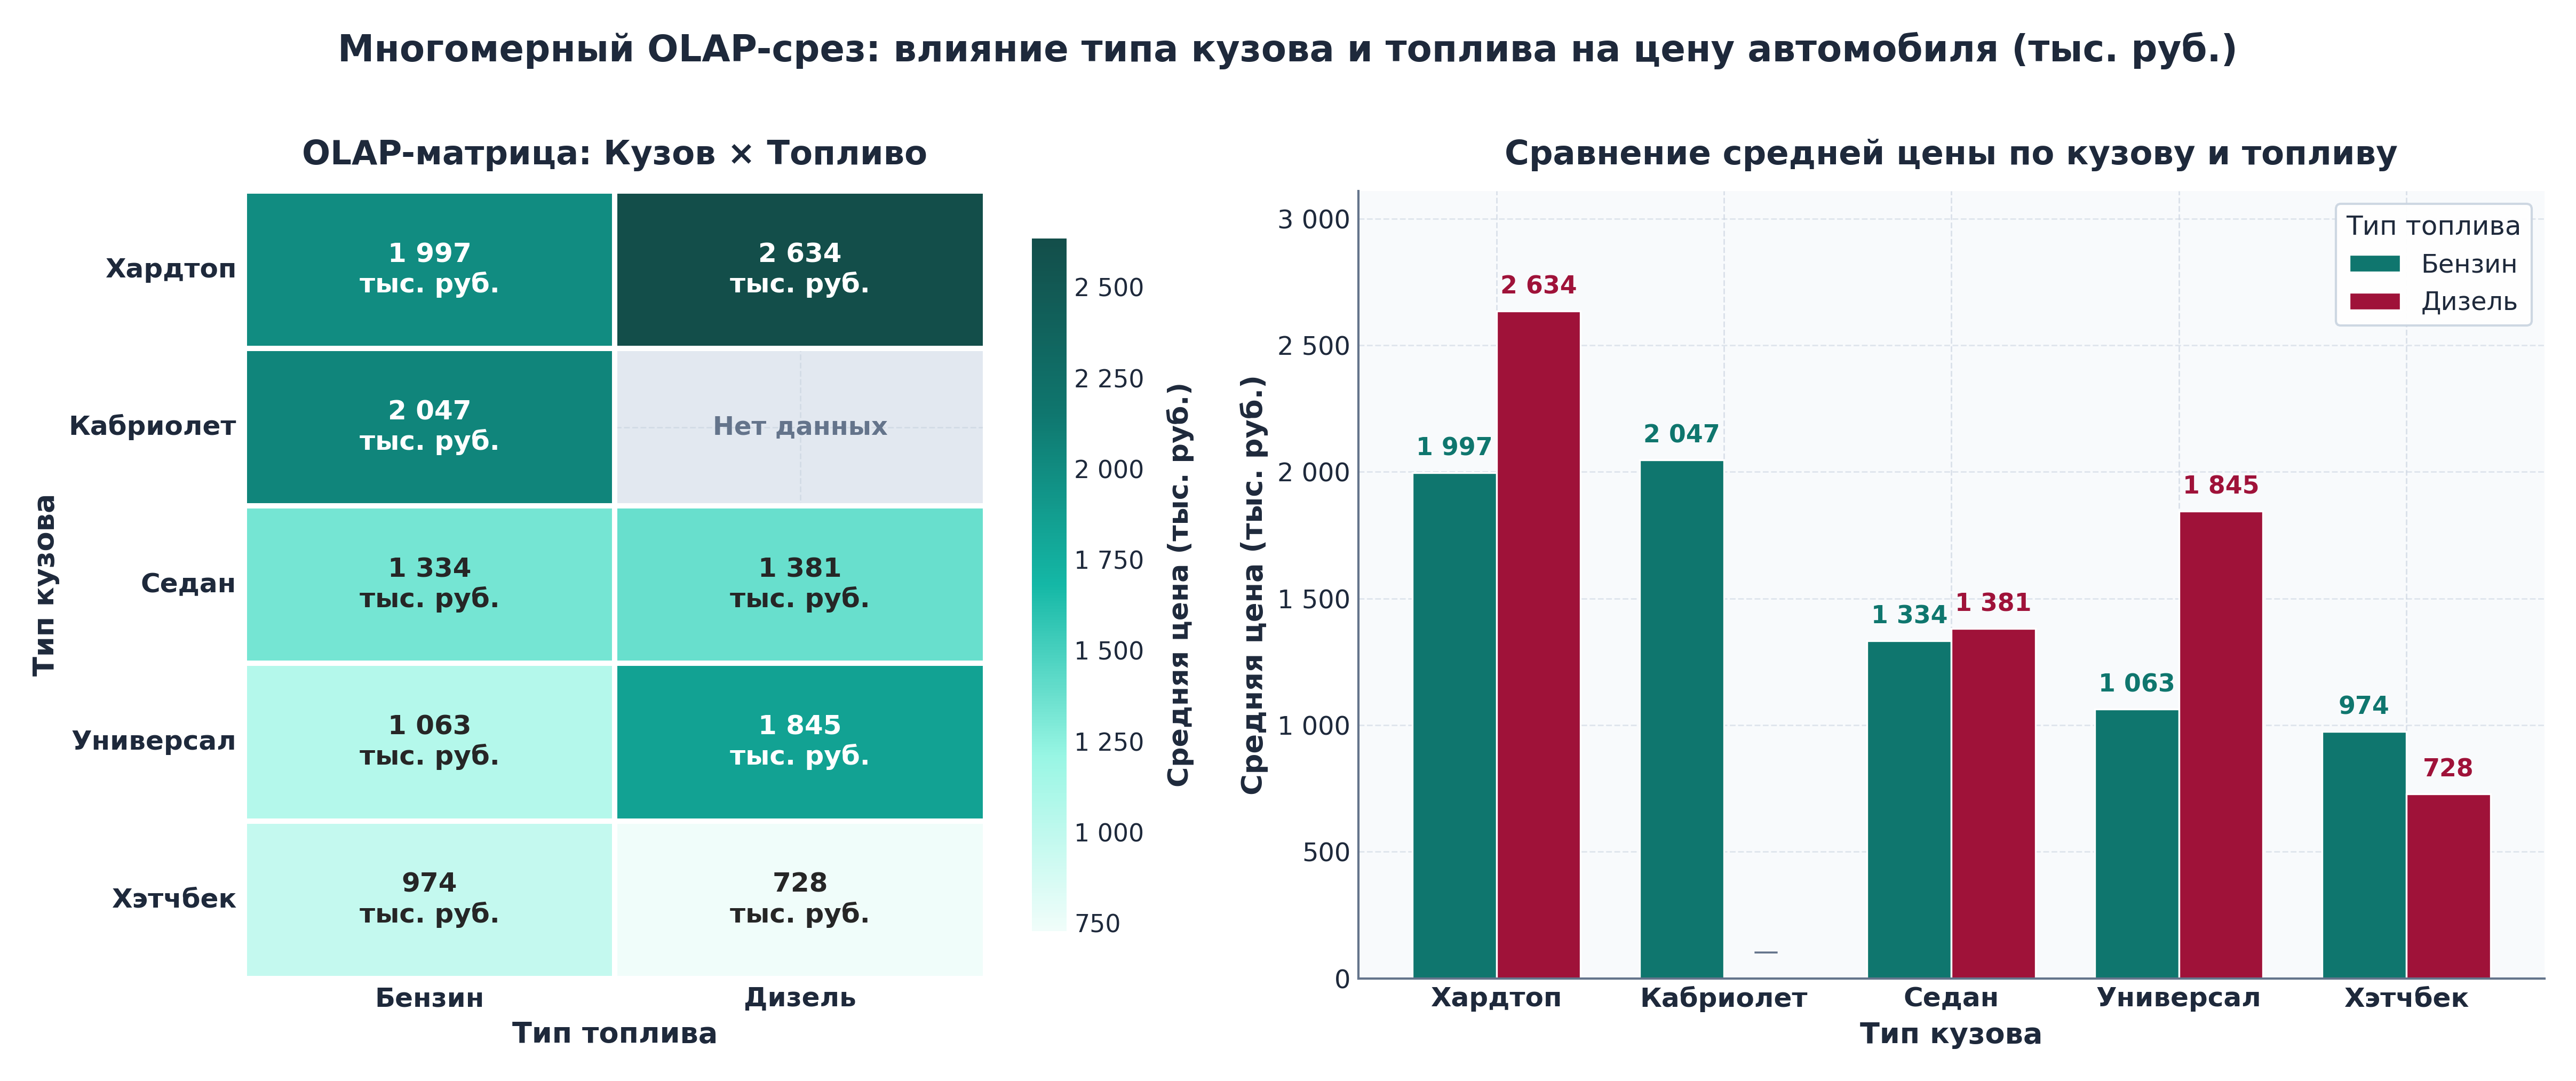 Многомерный OLAP-срез: влияние типа кузова и топлива на цену автомобиля (тыс. руб.)
OLAP-матрица: Кузов × Топливо
Тип кузова
Хардтоп
1 997
тыс. руб.
2 634
тыс. руб.
Кабриолет
2 047
тыс. руб.
Нет данных
Седан
1 334
тыс. руб.
1 381
тыс. руб.
Универсал
1 063
тыс. руб.
1 845
тыс. руб.
Хэтчбек
974
тыс. руб.
728
тыс. руб.
Бензин
Дизель
Тип топлива
2 500
2 250
2 000
1 750
1 500
1 250
1 000
750
Средняя цена (тыс. руб.)
Сравнение средней цены по кузову и топливу
Средняя цена (тыс. руб.)
3 000
2 500
2 000
1 500
1 000
500
0
Тип топлива
Бензин
Дизель
1 997
2 634
2 047
—
1 334
1 381
1 063
1 845
974
728
Хардтоп
Кабриолет
Седан
Универсал
Хэтчбек
Тип кузова